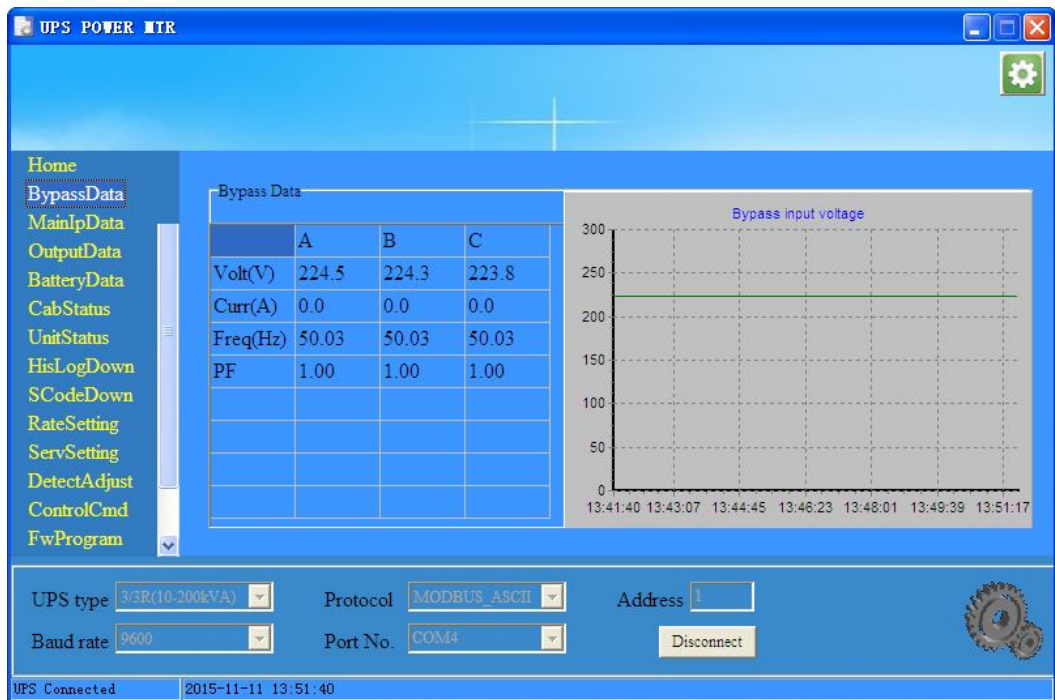 UPS POWER MTR
Home
BypassData
MainIpData
OutputData
BatteryData
CabStatus
UnitStatus
HisLogDown
SCodeDown
RateSetting
ServSetting
DetectAdjust
ControlCmd
FwProgram
Bypass Data
A B C
Volt(V) 224.5 224.3 223.8
Curr(A) 0.0 0.0 0.0
Freq(Hz) 50.03 50.03 50.03
PF 1.00 1.00 1.00
Bypass input voltage
300
250
200
150
100
50
0
13:41:40 13:43:07 13:44:45 13:46:23 13:48:01 13:49:39 13:51:17
UPS type 3/3R(10-200kVA) Protocol MODBUS_ASCII Address 1
Baud rate 9600 Port No. COM4 Disconnect
UPS Connected 2015-11-11 13:51:40